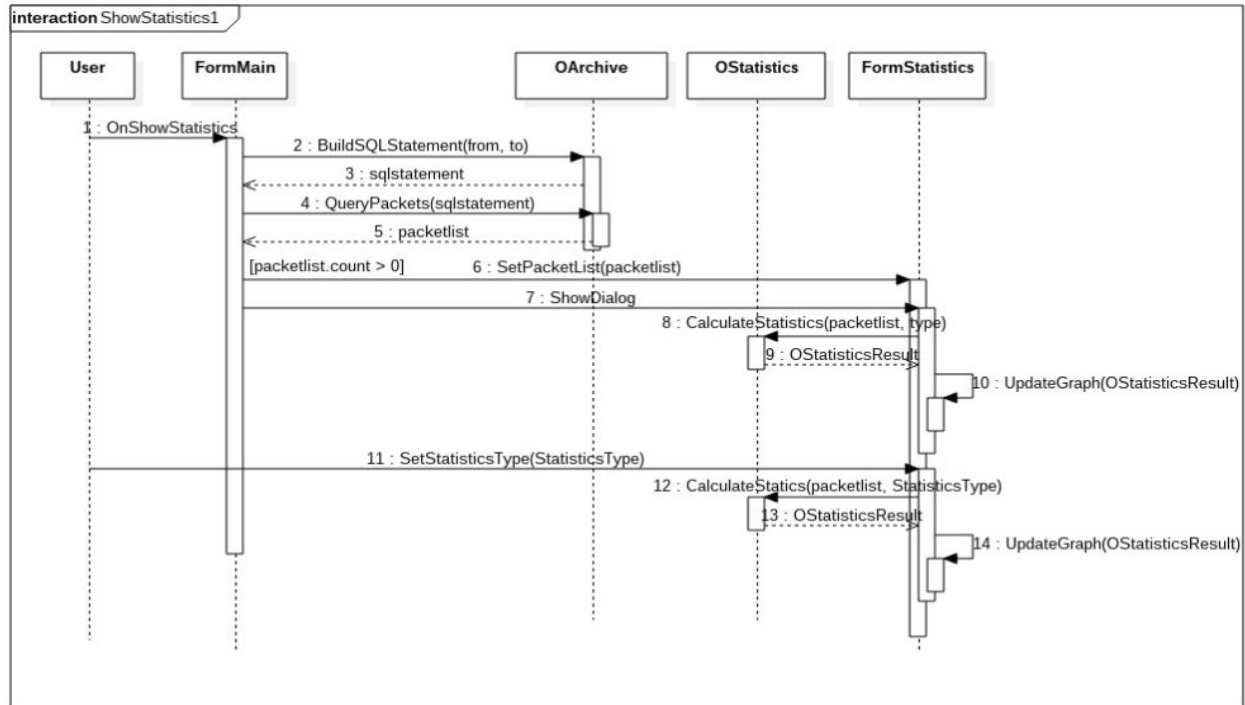 interaction ShowStatistics1
User
FormMain
OArchive
OStatistics
FormStatistics
1 : OnShowStatistics
2 : BuildSQLStatement(from, to)
3 : sqlstatement
4 : QueryPackets(sqlstatement)
5 : packetlist
[packetlist.count > 0]
6 : SetPacketList(packetlist)
7 : ShowDialog
8 : CalculateStatistics(packetlist, type)
9 : OStatisticsResult
10 : UpdateGraph(OStatisticsResult)
11 : SetStatisticsType(StatisticsType)
12 : CalculateStatics(packetlist, StatisticsType)
13 : OStatisticsResult
14 : UpdateGraph(OStatisticsResult)